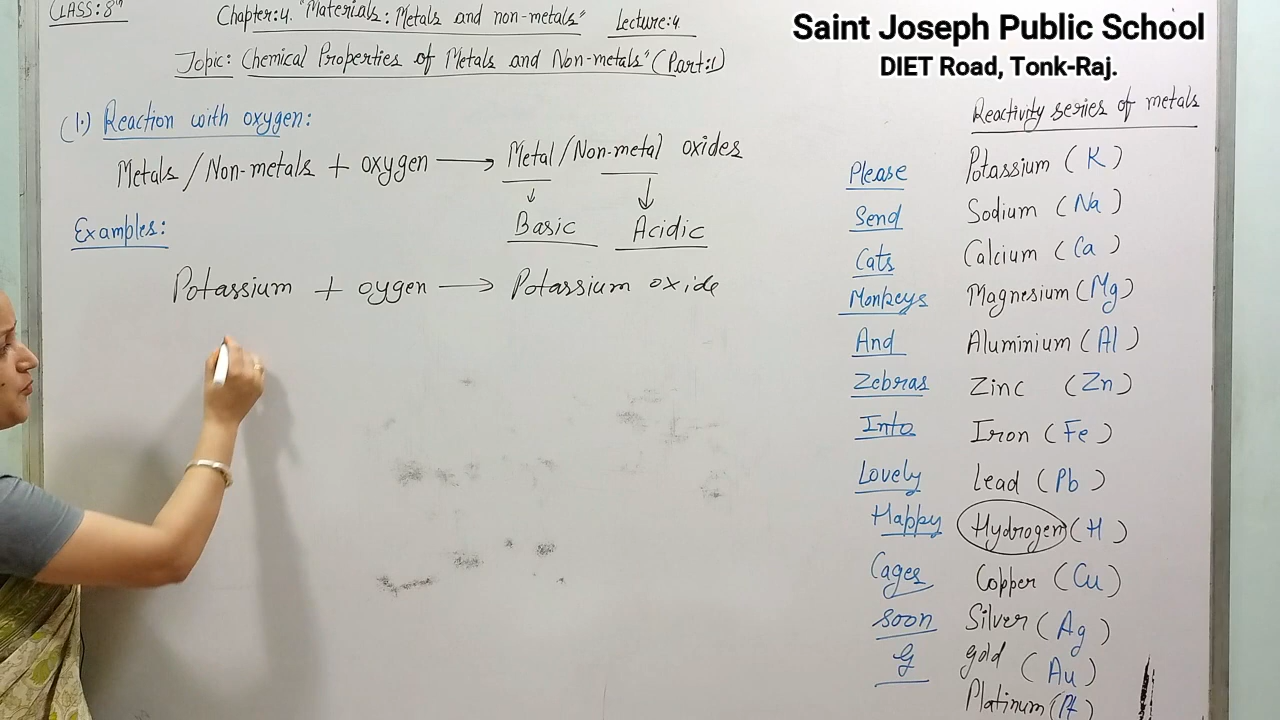 CLASS: 8th
Chapter: 4. "Materials: Metals and non-metals" Lecture: 4.
Topic: Chemical Properties of Metals and Non-metals" (Part: 1)
Saint Joseph Public School
DIET Road, Tonk-Raj.
(1.) Reaction with oxygen:
Metals / Non-metals + oxygen → Metal / Non-metal oxides
↓ ↓
Basic Acidic
Examples:
Potassium + oygen → Potassium oxide
Reactivity series of metals
Please Potassium (K)
Send Sodium (Na)
Cats Calcium (Ca)
Monkeys Magnesium (Mg)
And Aluminium (Al)
Zebras Zinc (Zn)
Into Iron (Fe)
Lovely Lead (Pb)
Happy Hydrogen (H)
Cages Copper (Cu)
soon Silver (Ag)
G gold (Au)
Platinum (Pt)